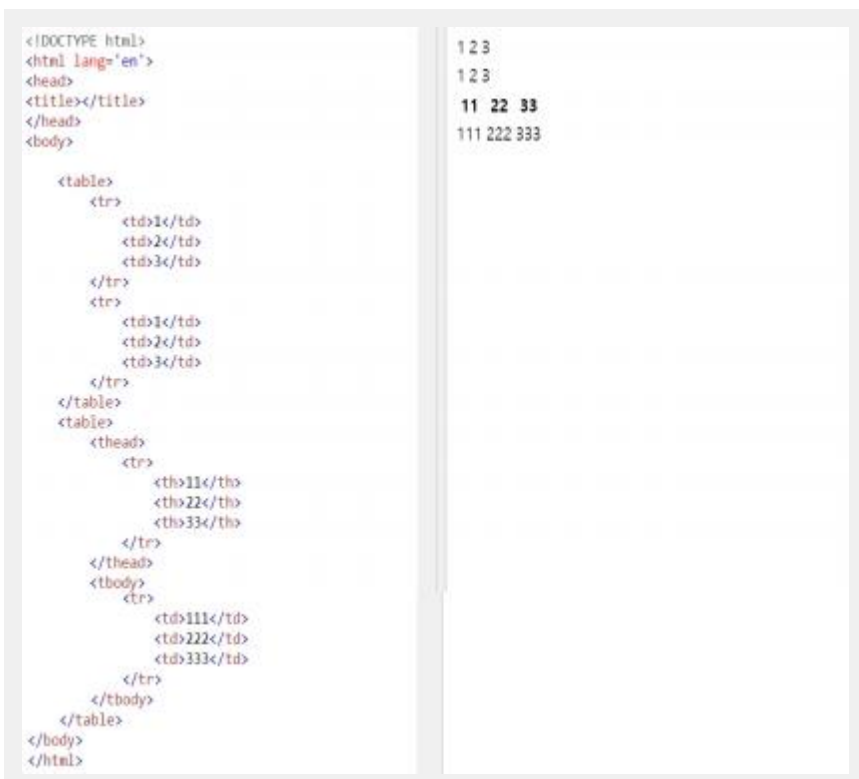 <!DOCTYPE html>
<html lang="en">
<head>
<title></title>
</head>
<body>
<table>
<tr>
<td>1</td>
<td>2</td>
<td>3</td>
</tr>
<tr>
<td>1</td>
<td>2</td>
<td>3</td>
</tr>
</table>
<table>
<thead>
<tr>
<th>11</th>
<th>22</th>
<th>33</th>
</tr>
</thead>
<tbody>
<tr>
<td>111</td>
<td>222</td>
<td>333</td>
</tr>
</tbody>
</table>
</body>
</html>
1 2 3
1 2 3
11 22 33
111 222 333